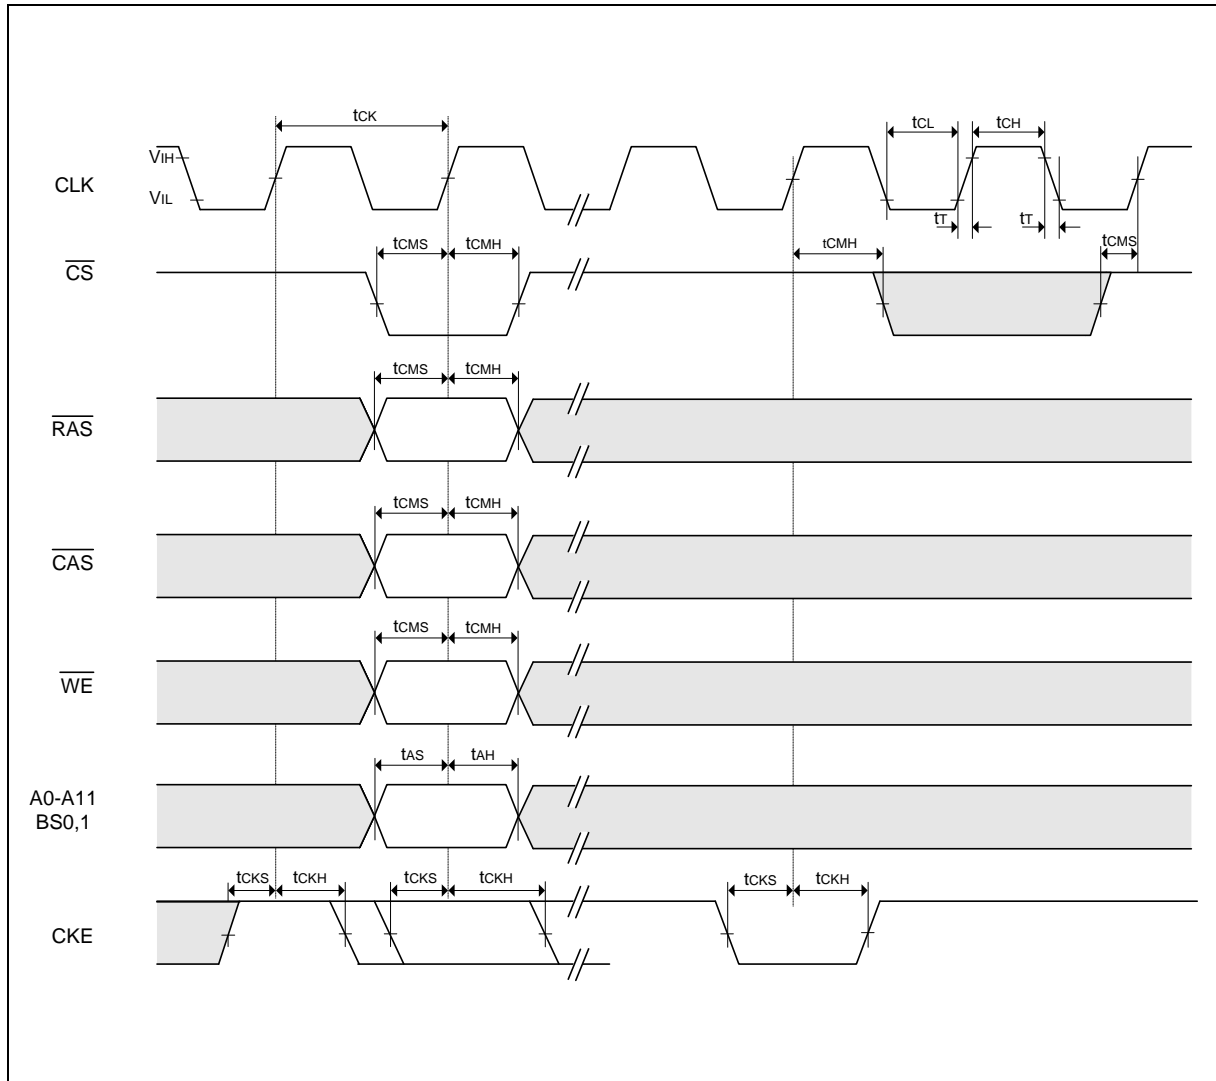 tCK
tCL
tCH
VIH
CLK
VIL
tT
tT
tCMS
tCMH
tCMH
tCMS
CS
tCMS
tCMH
RAS
tCMS
tCMH
CAS
tCMS
tCMH
WE
tAS
tAH
A0-A11
BS0,1
tCKS
tCKH
tCKS
tCKH
tCKS
tCKH
CKE